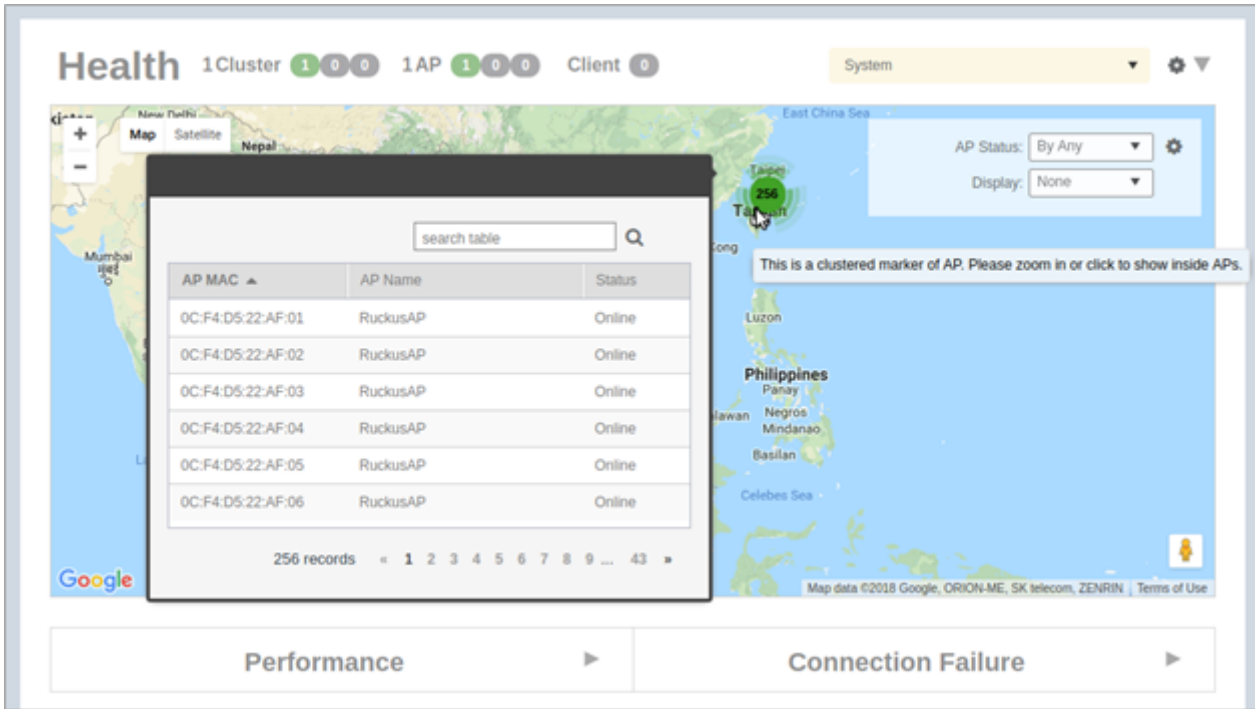 Health 1 Cluster 1 0 0 1 AP 1 0 0 Client 0 System
New Delhi
East China Sea
+
Map Satellite
Nepal
AP Status: By Any
−
Taipei
256
Display: None
search table
Mumbai
This is a clustered marker of AP. Please zoom in or click to show inside APs.
AP MAC AP Name Status
0C:F4:D5:22:AF:01 RuckusAP Online
Luzon
0C:F4:D5:22:AF:02 RuckusAP Online
Philippines
0C:F4:D5:22:AF:03 RuckusAP Online
Panay
Negros
0C:F4:D5:22:AF:04 RuckusAP Online
Mindanao
0C:F4:D5:22:AF:05 RuckusAP Online
Basilan
0C:F4:D5:22:AF:06 RuckusAP Online
Celebes Sea
256 records « 1 2 3 4 5 6 7 8 9 ... 43 »
Google
Map data ©2018 Google, ORION-ME, SK telecom, ZENRIN Terms of Use
Performance Connection Failure